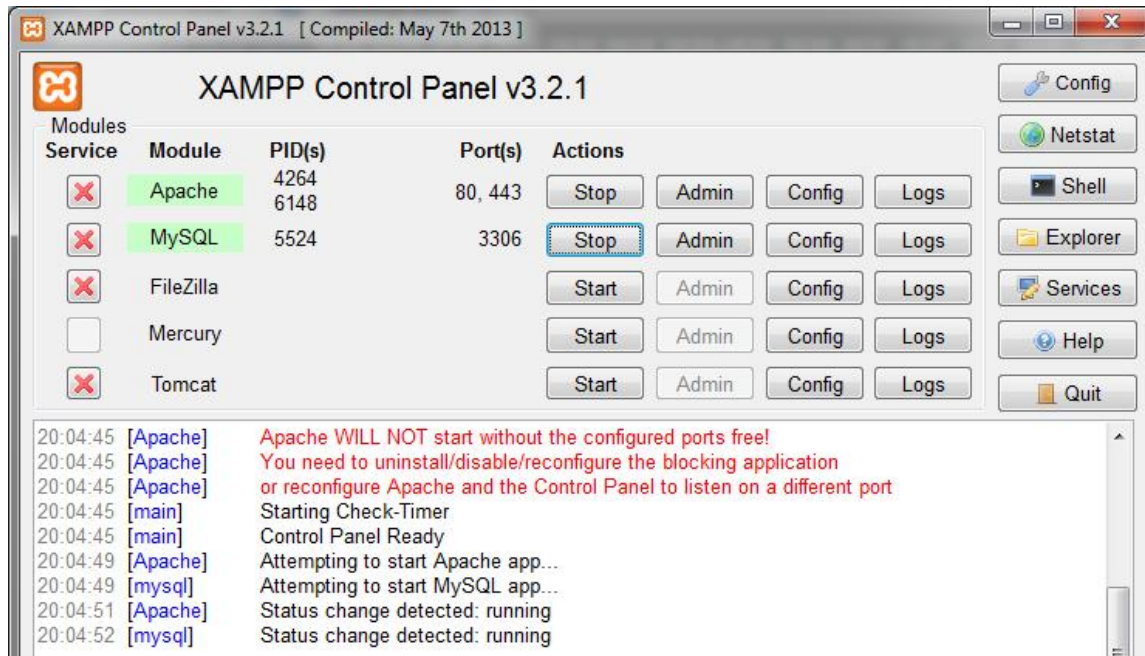 XAMPP Control Panel v3.2.1 [ Compiled: May 7th 2013 ]
XAMPP Control Panel v3.2.1
Config
Modules
Netstat
Service Module PID(s) Port(s) Actions
Apache 4264 6148 80, 443 Stop Admin Config Logs
Shell
MySQL 5524 3306 Stop Admin Config Logs
Explorer
FileZilla Start Admin Config Logs
Services
Mercury Start Admin Config Logs
Help
Tomcat Start Admin Config Logs
Quit
20:04:45 [Apache] Apache WILL NOT start without the configured ports free!
20:04:45 [Apache] You need to uninstall/disable/reconfigure the blocking application
20:04:45 [Apache] or reconfigure Apache and the Control Panel to listen on a different port
20:04:45 [main] Starting Check-Timer
20:04:45 [main] Control Panel Ready
20:04:49 [Apache] Attempting to start Apache app...
20:04:49 [mysql] Attempting to start MySQL app...
20:04:51 [Apache] Status change detected: running
20:04:52 [mysql] Status change detected: running